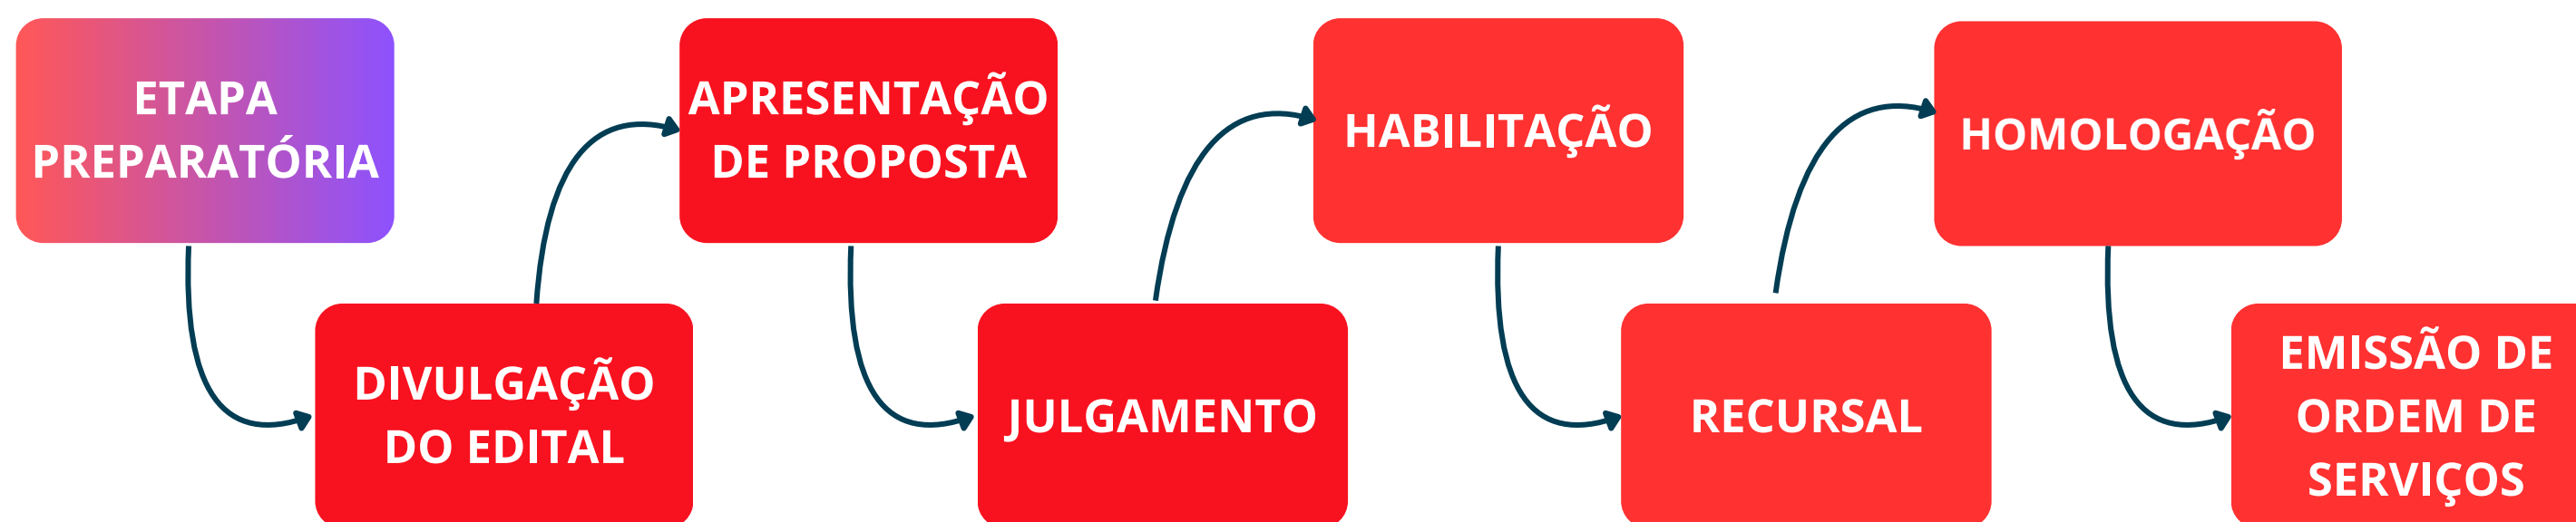 ETAPA
PREPARATÓRIA
DIVULGAÇÃO
DO EDITAL
APRESENTAÇÃO
DE PROPOSTA
JULGAMENTO
HABILITAÇÃO
RECURSAL
HOMOLOGAÇÃO
EMISSÃO DE
ORDEM DE
SERVIÇOS